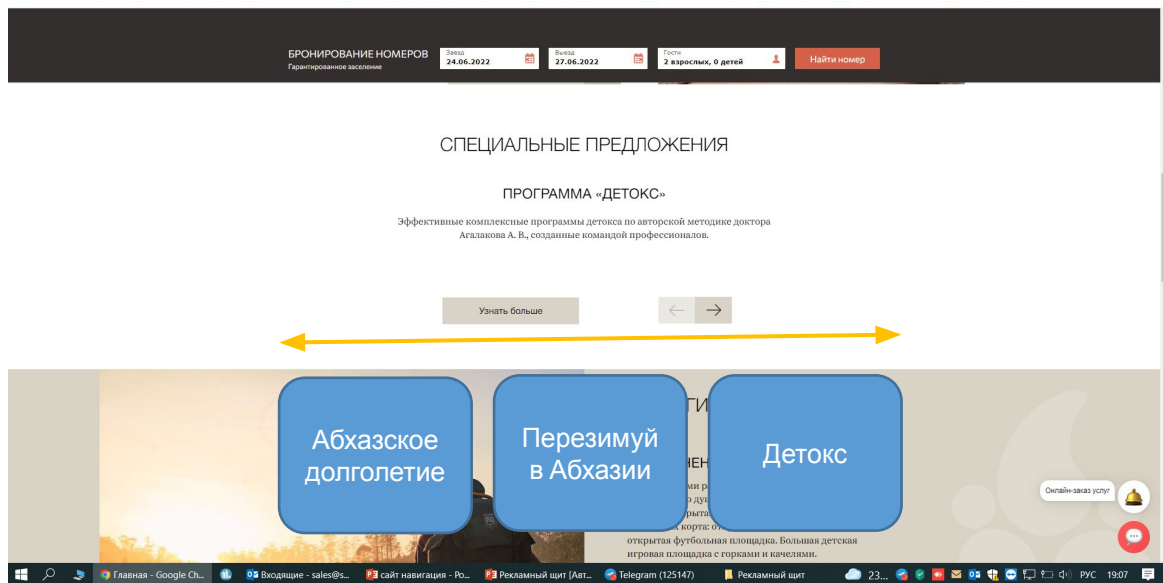 БРОНИРОВАНИЕ НОМЕРОВ
Гарантированное заселение
Заезд
24.06.2022
Выезд
27.06.2022
Гости
2 взрослых, 0 детей
Найти номер
СПЕЦИАЛЬНЫЕ ПРЕДЛОЖЕНИЯ
ПРОГРАММА «ДЕТОКС»
Эффективные комплексные программы детокса по авторской методике доктора
Агалакова А. В., созданные командой профессионалов.
Узнать больше
Абхазское
долголетие
Перезимуй
в Абхазии
Детокс
корта:
открытая футбольная площадка. Большая детская
игровая площадка с горками и качелями.
Онлайн-заказ услуг
Главная - Google Ch...
Входящие - sales@s...
сайт навигация - Po...
Рекламный щит [Авт...
Telegram (125147)
Рекламный щит
23...
РУС
19:07